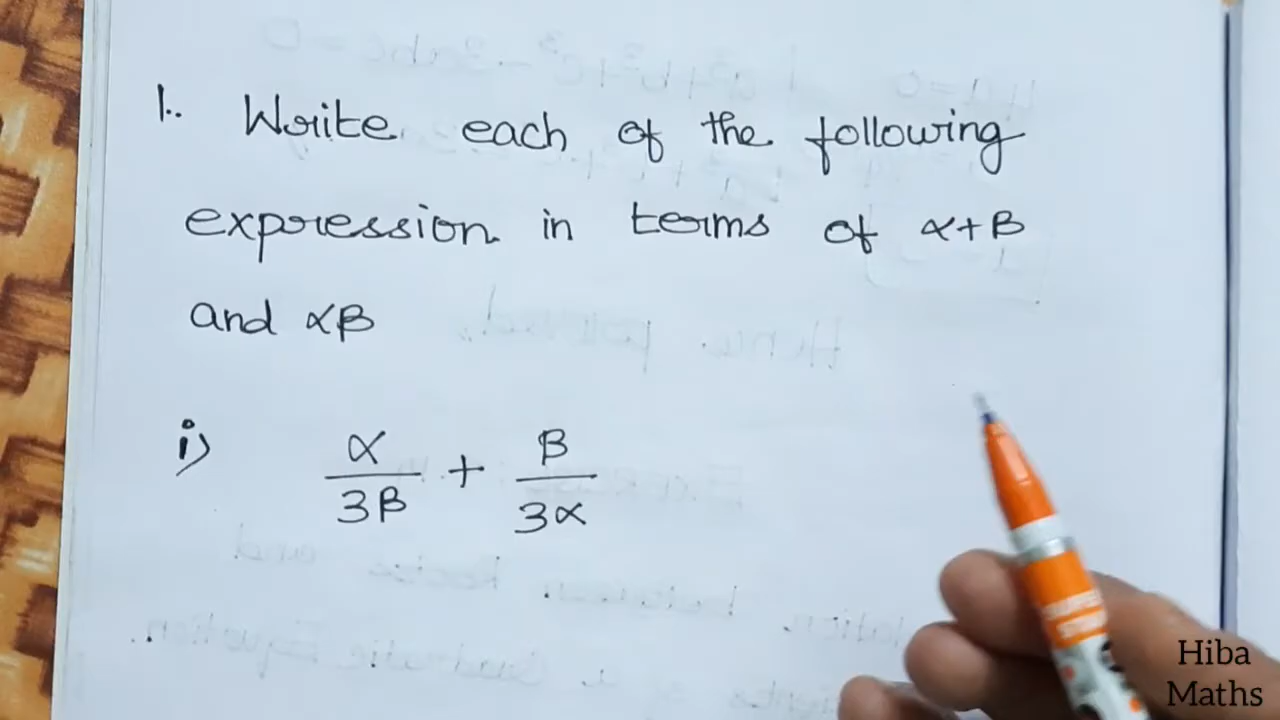 1. Write each of the following
expression in terms of α+β
and αβ
i) α/3β + β/3α
Hiba
Maths